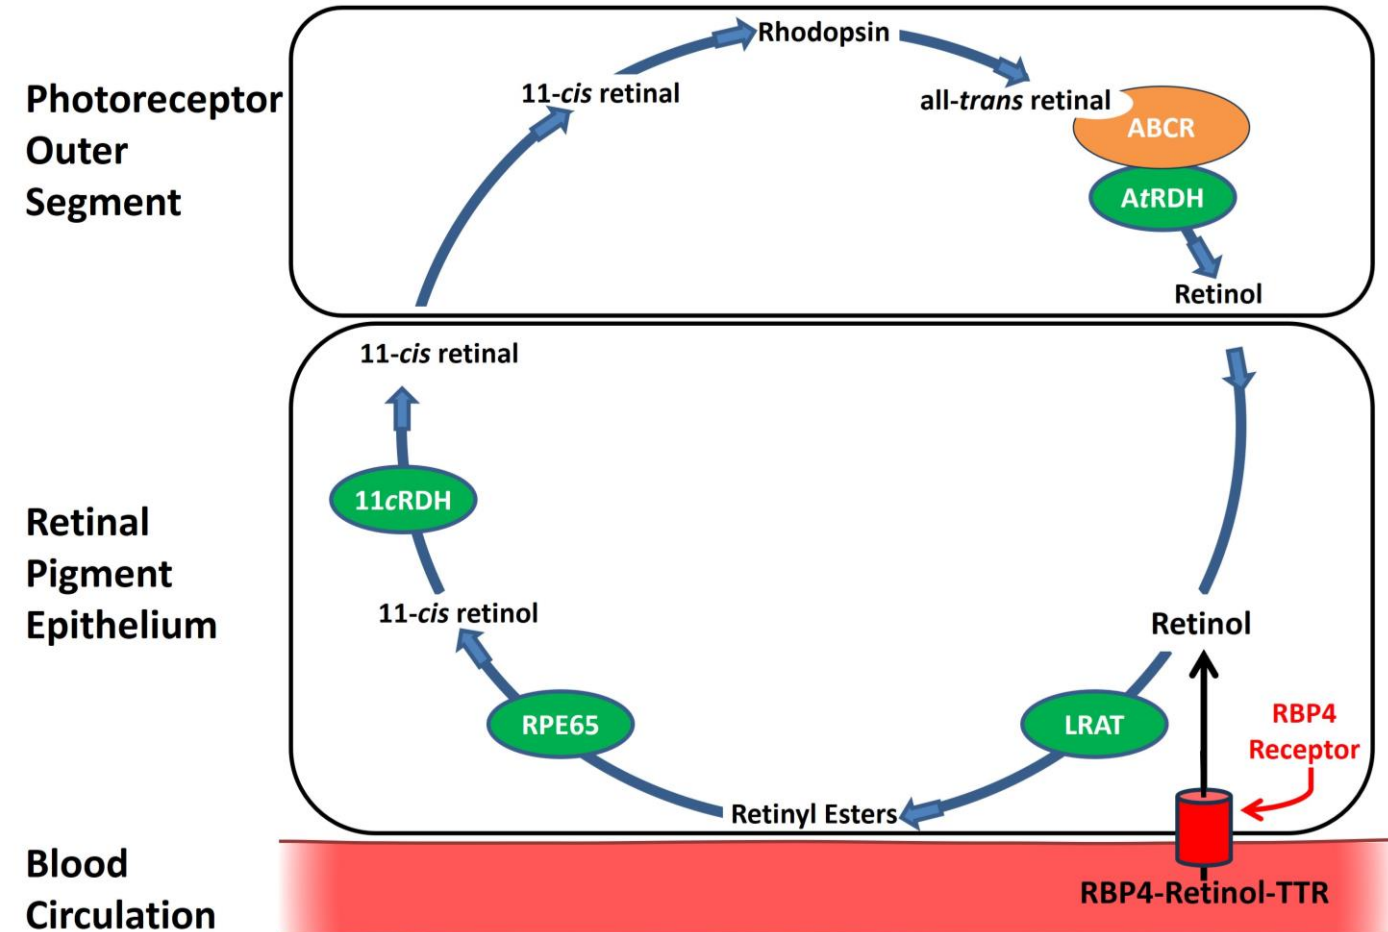 Photoreceptor
Outer
Segment
Rhodopsin
11-cis retinal
all-trans retinal
ABCR
AtRDH
Retinol
11-cis retinal
11cRDH
Retinal
Pigment
Epithelium
11-cis retinol
Retinol
RPE65
LRAT
RBP4
Receptor
Retinyl Esters
Blood
Circulation
RBP4-Retinol-TTR